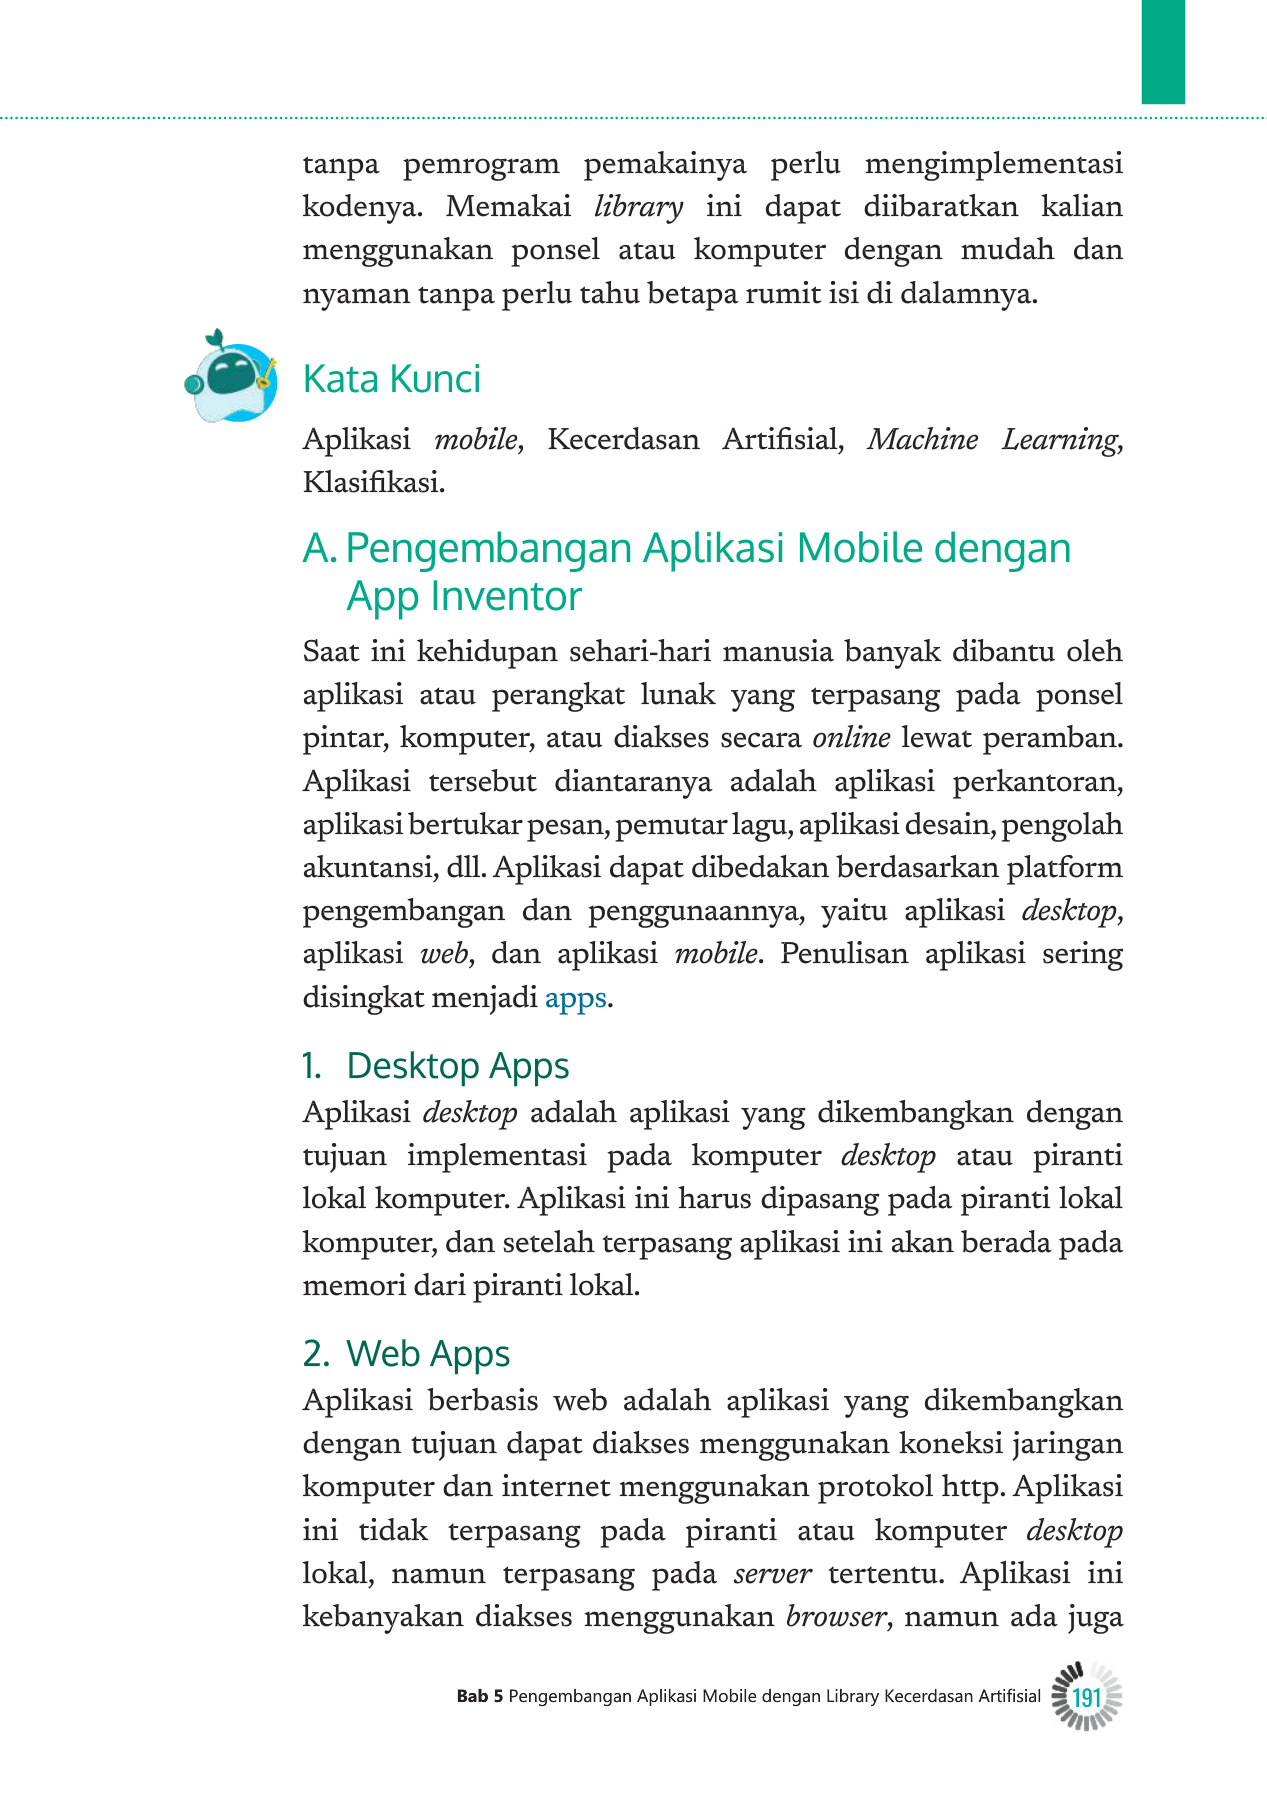 tanpa pemrogram pemakainya perlu mengimplementasi
kodenya. Memakai library ini dapat diibaratkan kalian
menggunakan ponsel atau komputer dengan mudah dan
nyaman tanpa perlu tahu betapa rumit isi di dalamnya.
Kata Kunci
Aplikasi mobile, Kecerdasan Artifisial, Machine Learning,
Klasifikasi.
A. Pengembangan Aplikasi Mobile dengan
App Inventor
Saat ini kehidupan sehari-hari manusia banyak dibantu oleh
aplikasi atau perangkat lunak yang terpasang pada ponsel
pintar, komputer, atau diakses secara online lewat peramban.
Aplikasi tersebut diantaranya adalah aplikasi perkantoran,
aplikasi bertukar pesan, pemutar lagu, aplikasi desain, pengolah
akuntansi, dll. Aplikasi dapat dibedakan berdasarkan platform
pengembangan dan penggunaannya, yaitu aplikasi desktop,
aplikasi web, dan aplikasi mobile. Penulisan aplikasi sering
disingkat menjadi apps.
1. Desktop Apps
Aplikasi desktop adalah aplikasi yang dikembangkan dengan
tujuan implementasi pada komputer desktop atau piranti
lokal komputer. Aplikasi ini harus dipasang pada piranti lokal
komputer, dan setelah terpasang aplikasi ini akan berada pada
memori dari piranti lokal.
2. Web Apps
Aplikasi berbasis web adalah aplikasi yang dikembangkan
dengan tujuan dapat diakses menggunakan koneksi jaringan
komputer dan internet menggunakan protokol http. Aplikasi
ini tidak terpasang pada piranti atau komputer desktop
lokal, namun terpasang pada server tertentu. Aplikasi ini
kebanyakan diakses menggunakan browser, namun ada juga
Bab 5 Pengembangan Aplikasi Mobile dengan Library Kecerdasan Artifisial 191